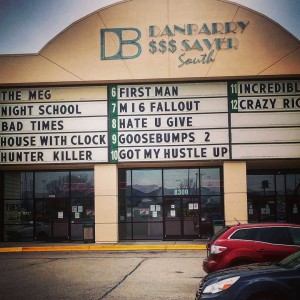 DB
DANBARRY
$$$ SAVER
South
THE MEG
NIGHT SCHOOL
BAD TIMES
HOUSE WITH CLOCK
HUNTER KILLER
6 FIRST MAN
7 M I 6 FALLOUT
8 HATE U GIVE
9 GOOSEBUMPS 2
10 GOT MY HUSTLE UP
11 INCREDIBL
12 CRAZY RIC
8300